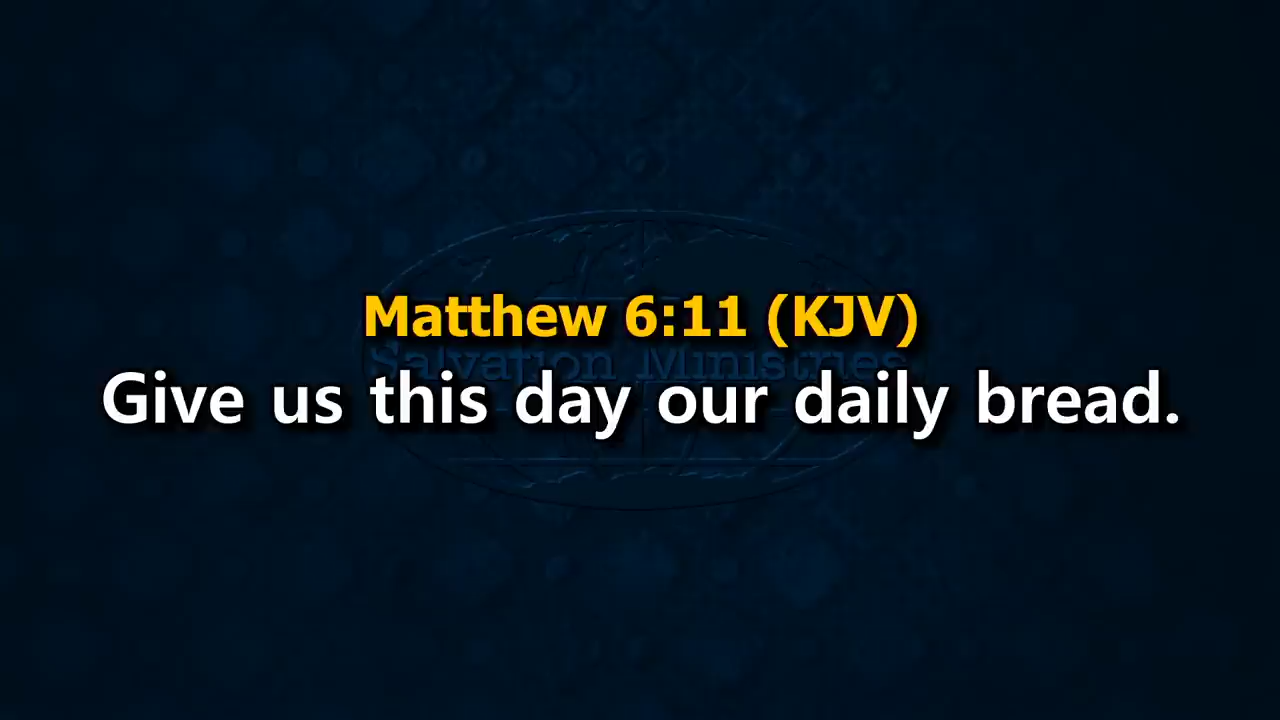 Matthew 6:11 (KJV)
Salvation Ministries
Give us this day our daily bread.